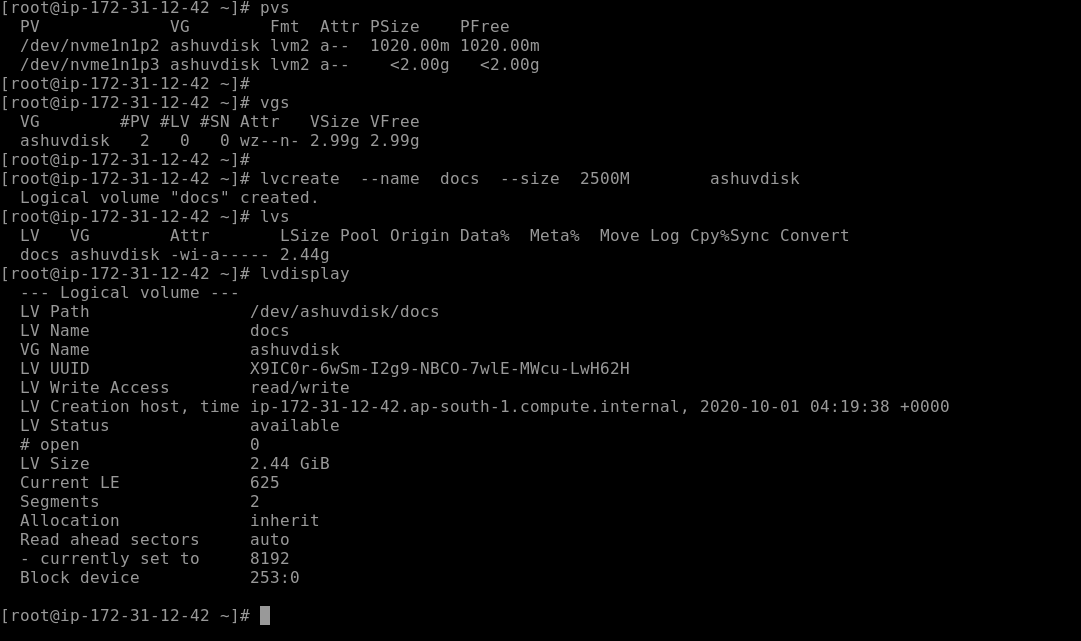 [root@ip-172-31-12-42 ~]# pvs
  PV             VG        Fmt  Attr PSize    PFree
  /dev/nvme1n1p2 ashuvdisk lvm2 a--  1020.00m 1020.00m
  /dev/nvme1n1p3 ashuvdisk lvm2 a--    <2.00g   <2.00g
[root@ip-172-31-12-42 ~]#
[root@ip-172-31-12-42 ~]# vgs
  VG        #PV #LV #SN Attr   VSize VFree
  ashuvdisk   2   0   0 wz--n- 2.99g 2.99g
[root@ip-172-31-12-42 ~]#
[root@ip-172-31-12-42 ~]# lvcreate  --name  docs  --size  2500M        ashuvdisk
  Logical volume "docs" created.
[root@ip-172-31-12-42 ~]# lvs
  LV   VG        Attr       LSize Pool Origin Data%  Meta%  Move Log Cpy%Sync Convert
  docs ashuvdisk -wi-a----- 2.44g
[root@ip-172-31-12-42 ~]# lvdisplay
  --- Logical volume ---
  LV Path                /dev/ashuvdisk/docs
  LV Name                docs
  VG Name                ashuvdisk
  LV UUID                X9IC0r-6wSm-I2g9-NBCO-7wlE-MWcu-LwH62H
  LV Write Access        read/write
  LV Creation host, time ip-172-31-12-42.ap-south-1.compute.internal, 2020-10-01 04:19:38 +0000
  LV Status              available
  # open                 0
  LV Size                2.44 GiB
  Current LE             625
  Segments               2
  Allocation             inherit
  Read ahead sectors     auto
  - currently set to     8192
  Block device           253:0
[root@ip-172-31-12-42 ~]#